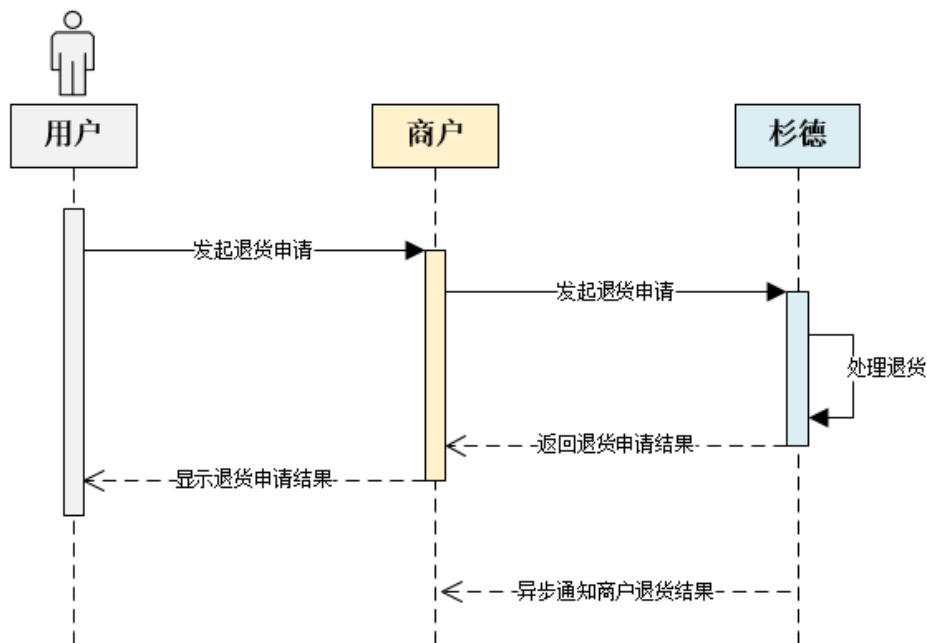 用户
商户
杉德
发起退货申请
发起退货申请
处理退货
返回退货申请结果
显示退货申请结果
异步通知商户退货结果